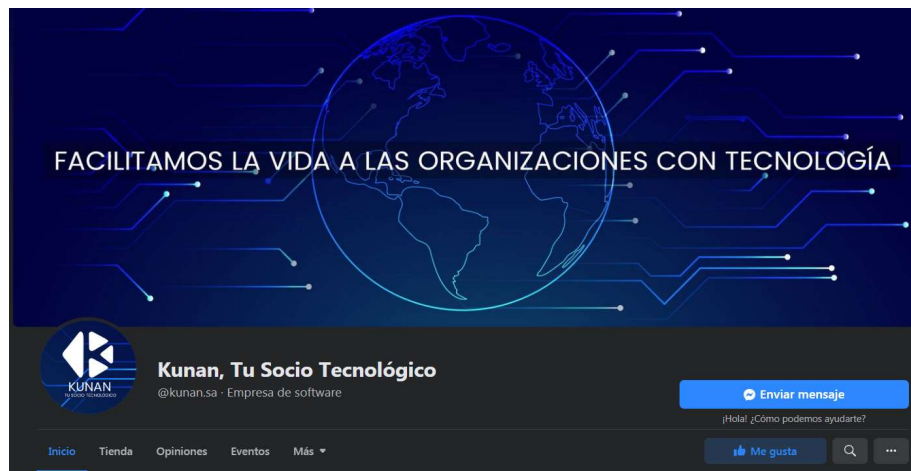 FACILITAMOS LA VIDA A LAS ORGANIZACIONES CON TECNOLOGÍA
KUNAN
TU SOCIO TECNOLÓGICO
Kunan, Tu Socio Tecnológico
@kunan.sa · Empresa de software
Enviar mensaje
¡Hola! ¿Cómo podemos ayudarte?
Inicio Tienda Opiniones Eventos Más
Me gusta